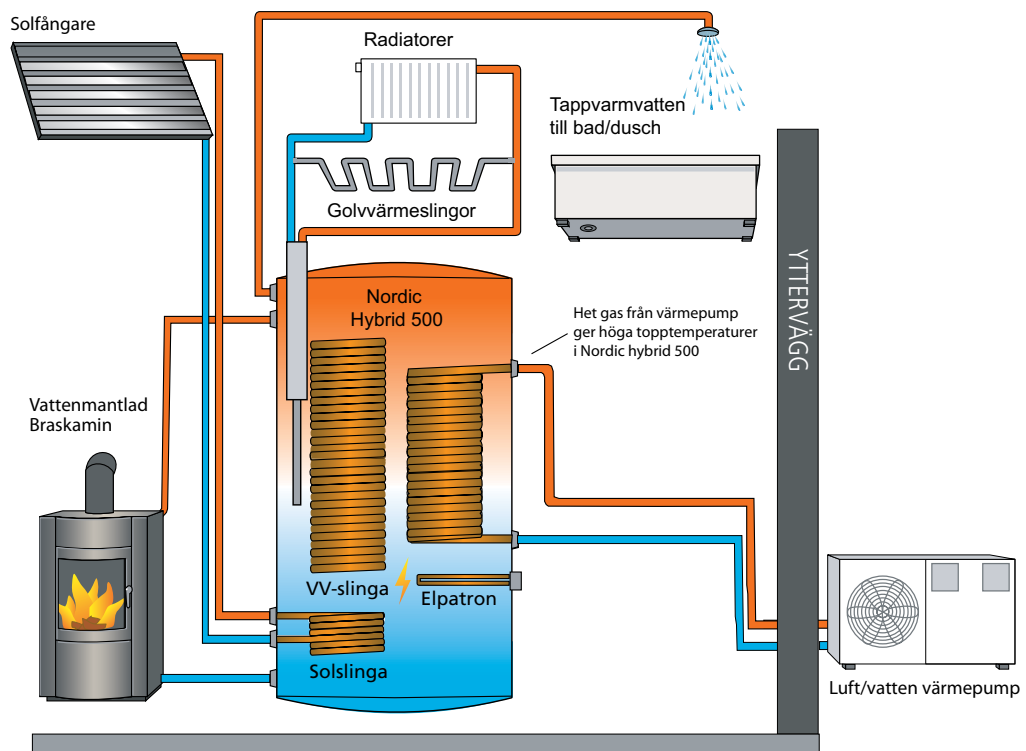 Solfångare
Radiatorer
Tappvarmvatten
till bad/dusch
Golvvärmeslingor
YTTERVÄGG
Nordic
Hybrid 500
Het gas från värmepump
ger höga topptemperaturer
i Nordic hybrid 500
Vattenmantlad
Braskamin
VV-slinga
Elpatron
Solslinga
Luft/vatten värmepump